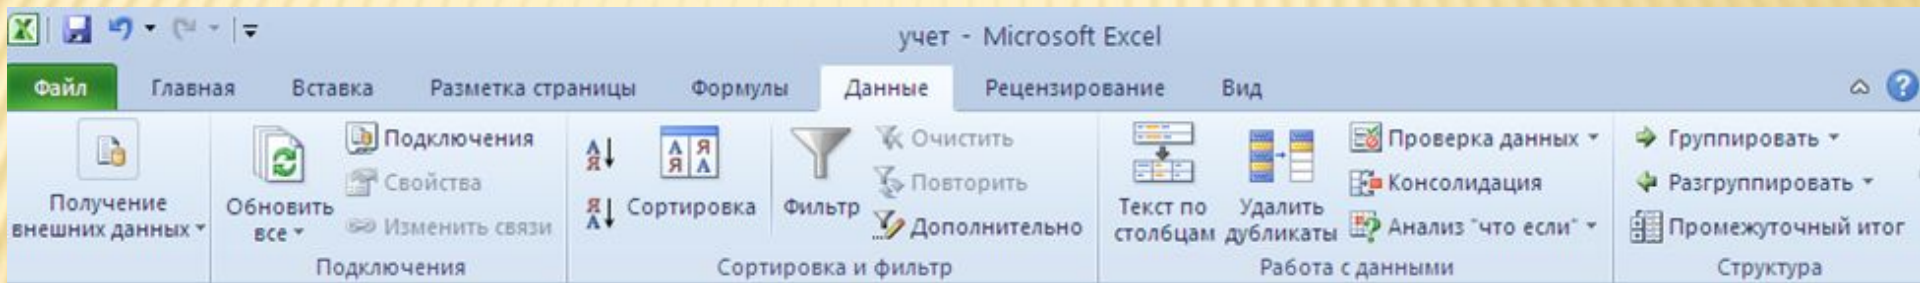 учет - Microsoft Excel
Файл Главная Вставка Разметка страницы Формулы Данные Рецензирование Вид
Получение
внешних данных
Обновить
все
Подключения
Свойства
Изменить связи
Подключения
Сортировка
Фильтр
Очистить
Повторить
Дополнительно
Сортировка и фильтр
Текст по
столбцам
Удалить
дубликаты
Проверка данных
Консолидация
Анализ "что если"
Работа с данными
Группировать
Разгруппировать
Промежуточный итог
Структура